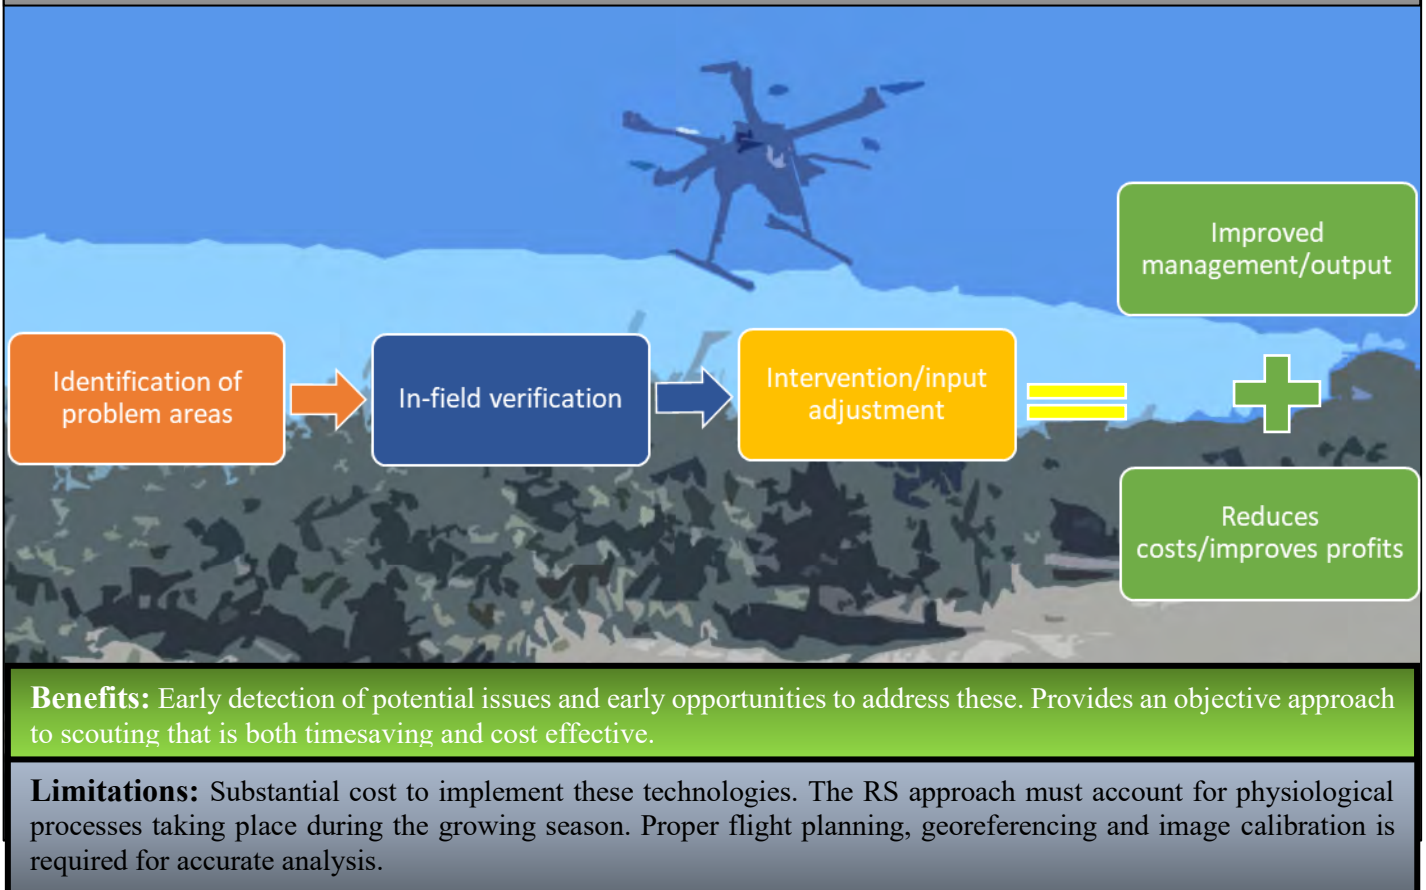 Improved
management/output
Identification of
problem areas
In-field verification
Intervention/input
adjustment
Reduces
costs/improves profits
Benefits: Early detection of potential issues and early opportunities to address these. Provides an objective approach
to scouting that is both timesaving and cost effective.
Limitations: Substantial cost to implement these technologies. The RS approach must account for physiological
processes taking place during the growing season. Proper flight planning, georeferencing and image calibration is
required for accurate analysis.